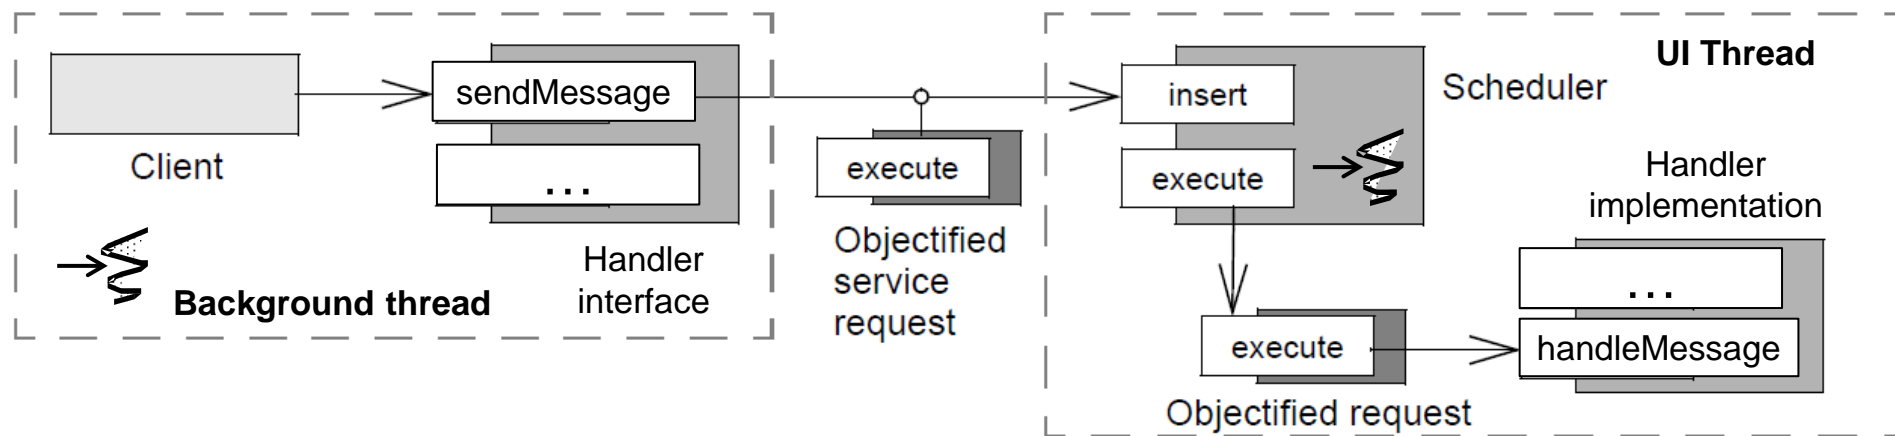 Client
sendMessage
...
Handler
interface
Background thread
execute
Objectified
service
request
UI Thread
Scheduler
insert
execute
Handler
implementation
...
handleMessage
execute
Objectified request